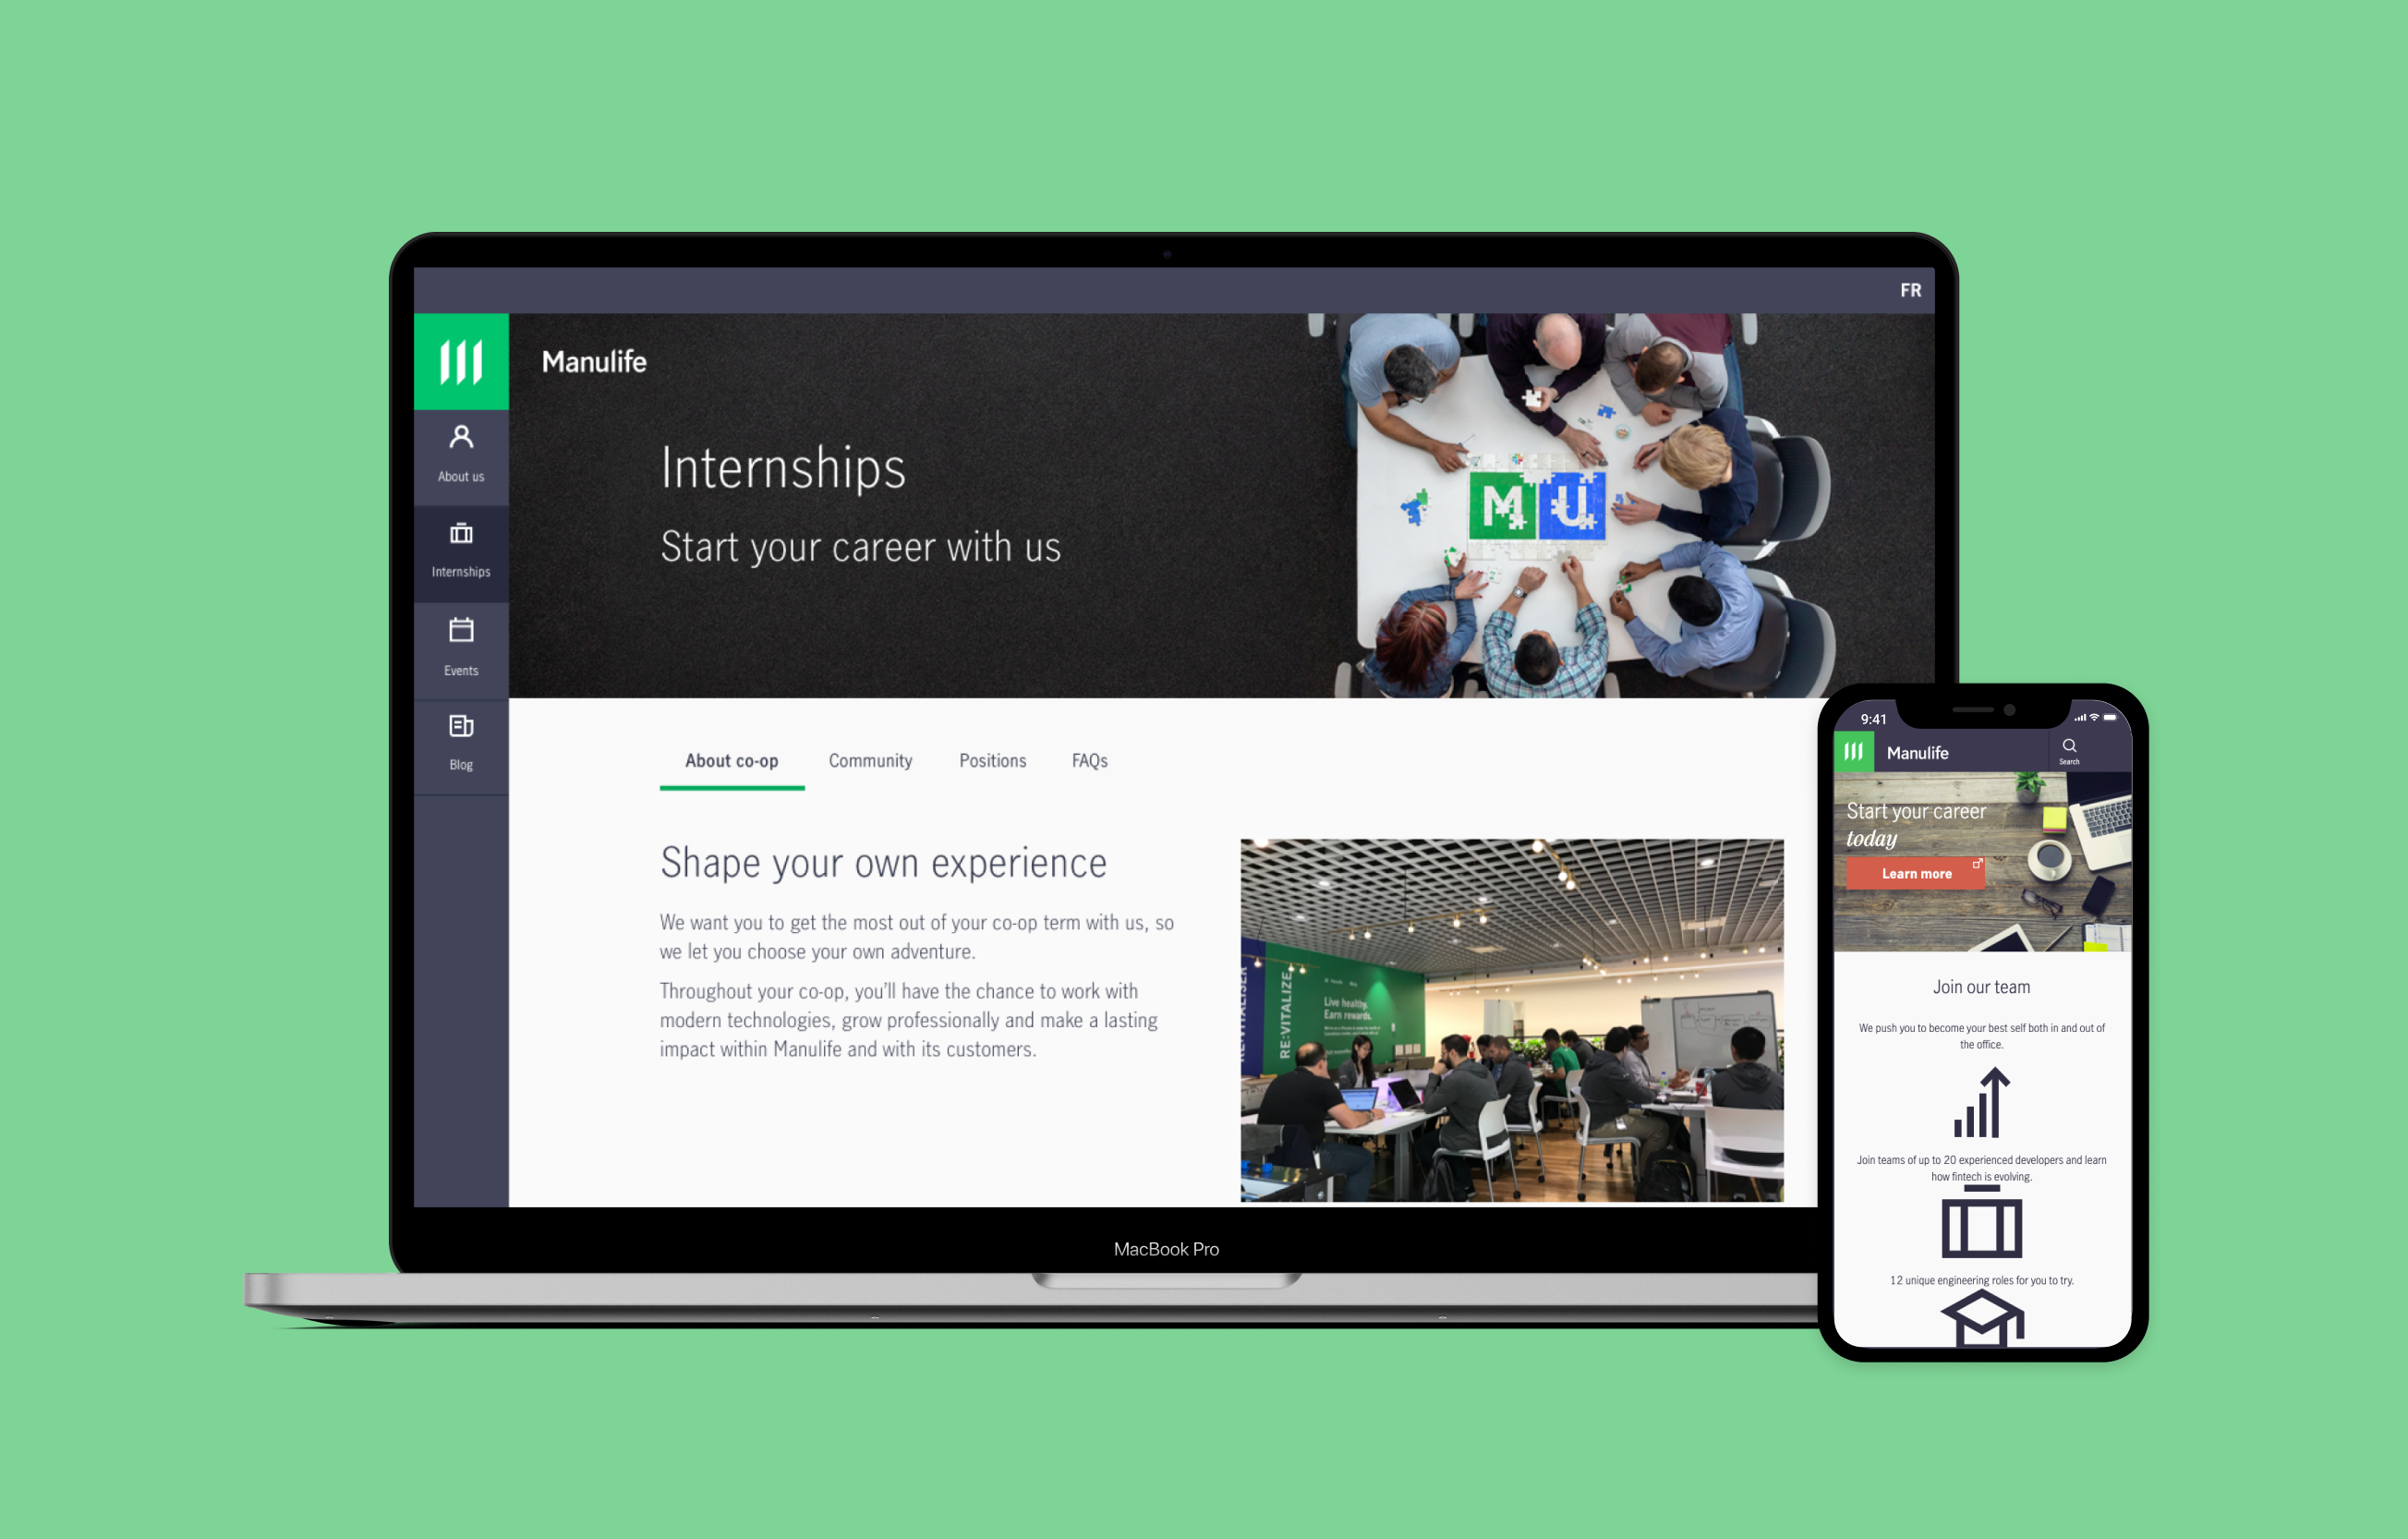 FR
Manulife
Internships
Start your career with us
MU
About us
Internships
Events
Blog
About co-op
Community
Positions
FAQs
Shape your own experience
We want you to get the most out of your co-op term with us, so
we let you choose your own adventure.
Throughout your co-op, you'll have the chance to work with
modern technologies, grow professionally and make a lasting
impact within Manulife and with its customers.
RE:VITALIZE
Live healthy.
Earn rewards.
MacBook Pro
9:41
Manulife
Search
Start your career
today
Learn more
Join our team
We push you to become your best self both in and out of
the office.
Join teams of up to 20 experienced developers and learn
how fintech is evolving.
12 unique engineering roles for you to try.